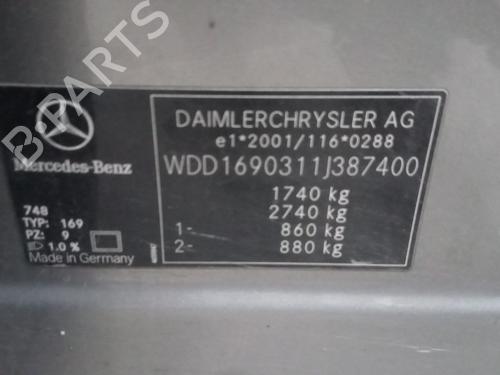 B-PARTS
Mercedes-Benz
748
TYP: 169
PZ: 9
1.0 %
Made in Germany
DAIMLERCHRYSLER AG
e1*2001/116*0288
WDD1690311J387400
1740 kg
2740 kg
1- 860 kg
2- 880 kg